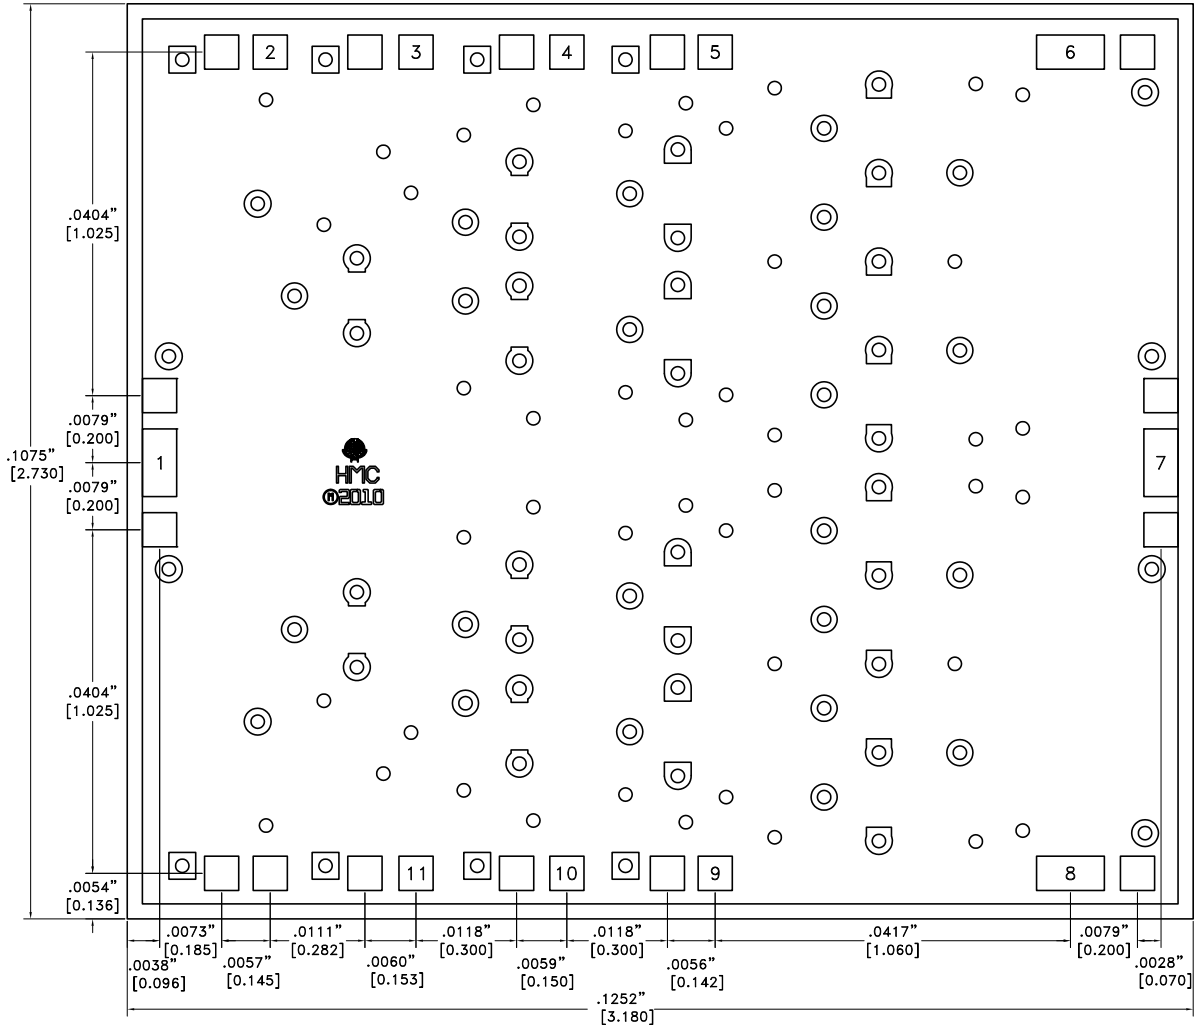 2 3 4 5 6
.0404”
[1.025]
.0079”
[0.200]
.1075”
[2.730]
1
HMC
Ⓜ2010
7
.0079”
[0.200]
.0404”
[1.025]
.0054”
[0.136]
11 10 9 8
.0073” .0111” .0118” .0118” .0417” .0079”
[0.185] [0.282] [0.300] [0.300] [1.060] [0.200]
.0038” .0057” .0060” .0059” .0056” .0028”
[0.096] [0.145] [0.153] [0.150] [0.142] [0.070]
.1252”
[3.180]